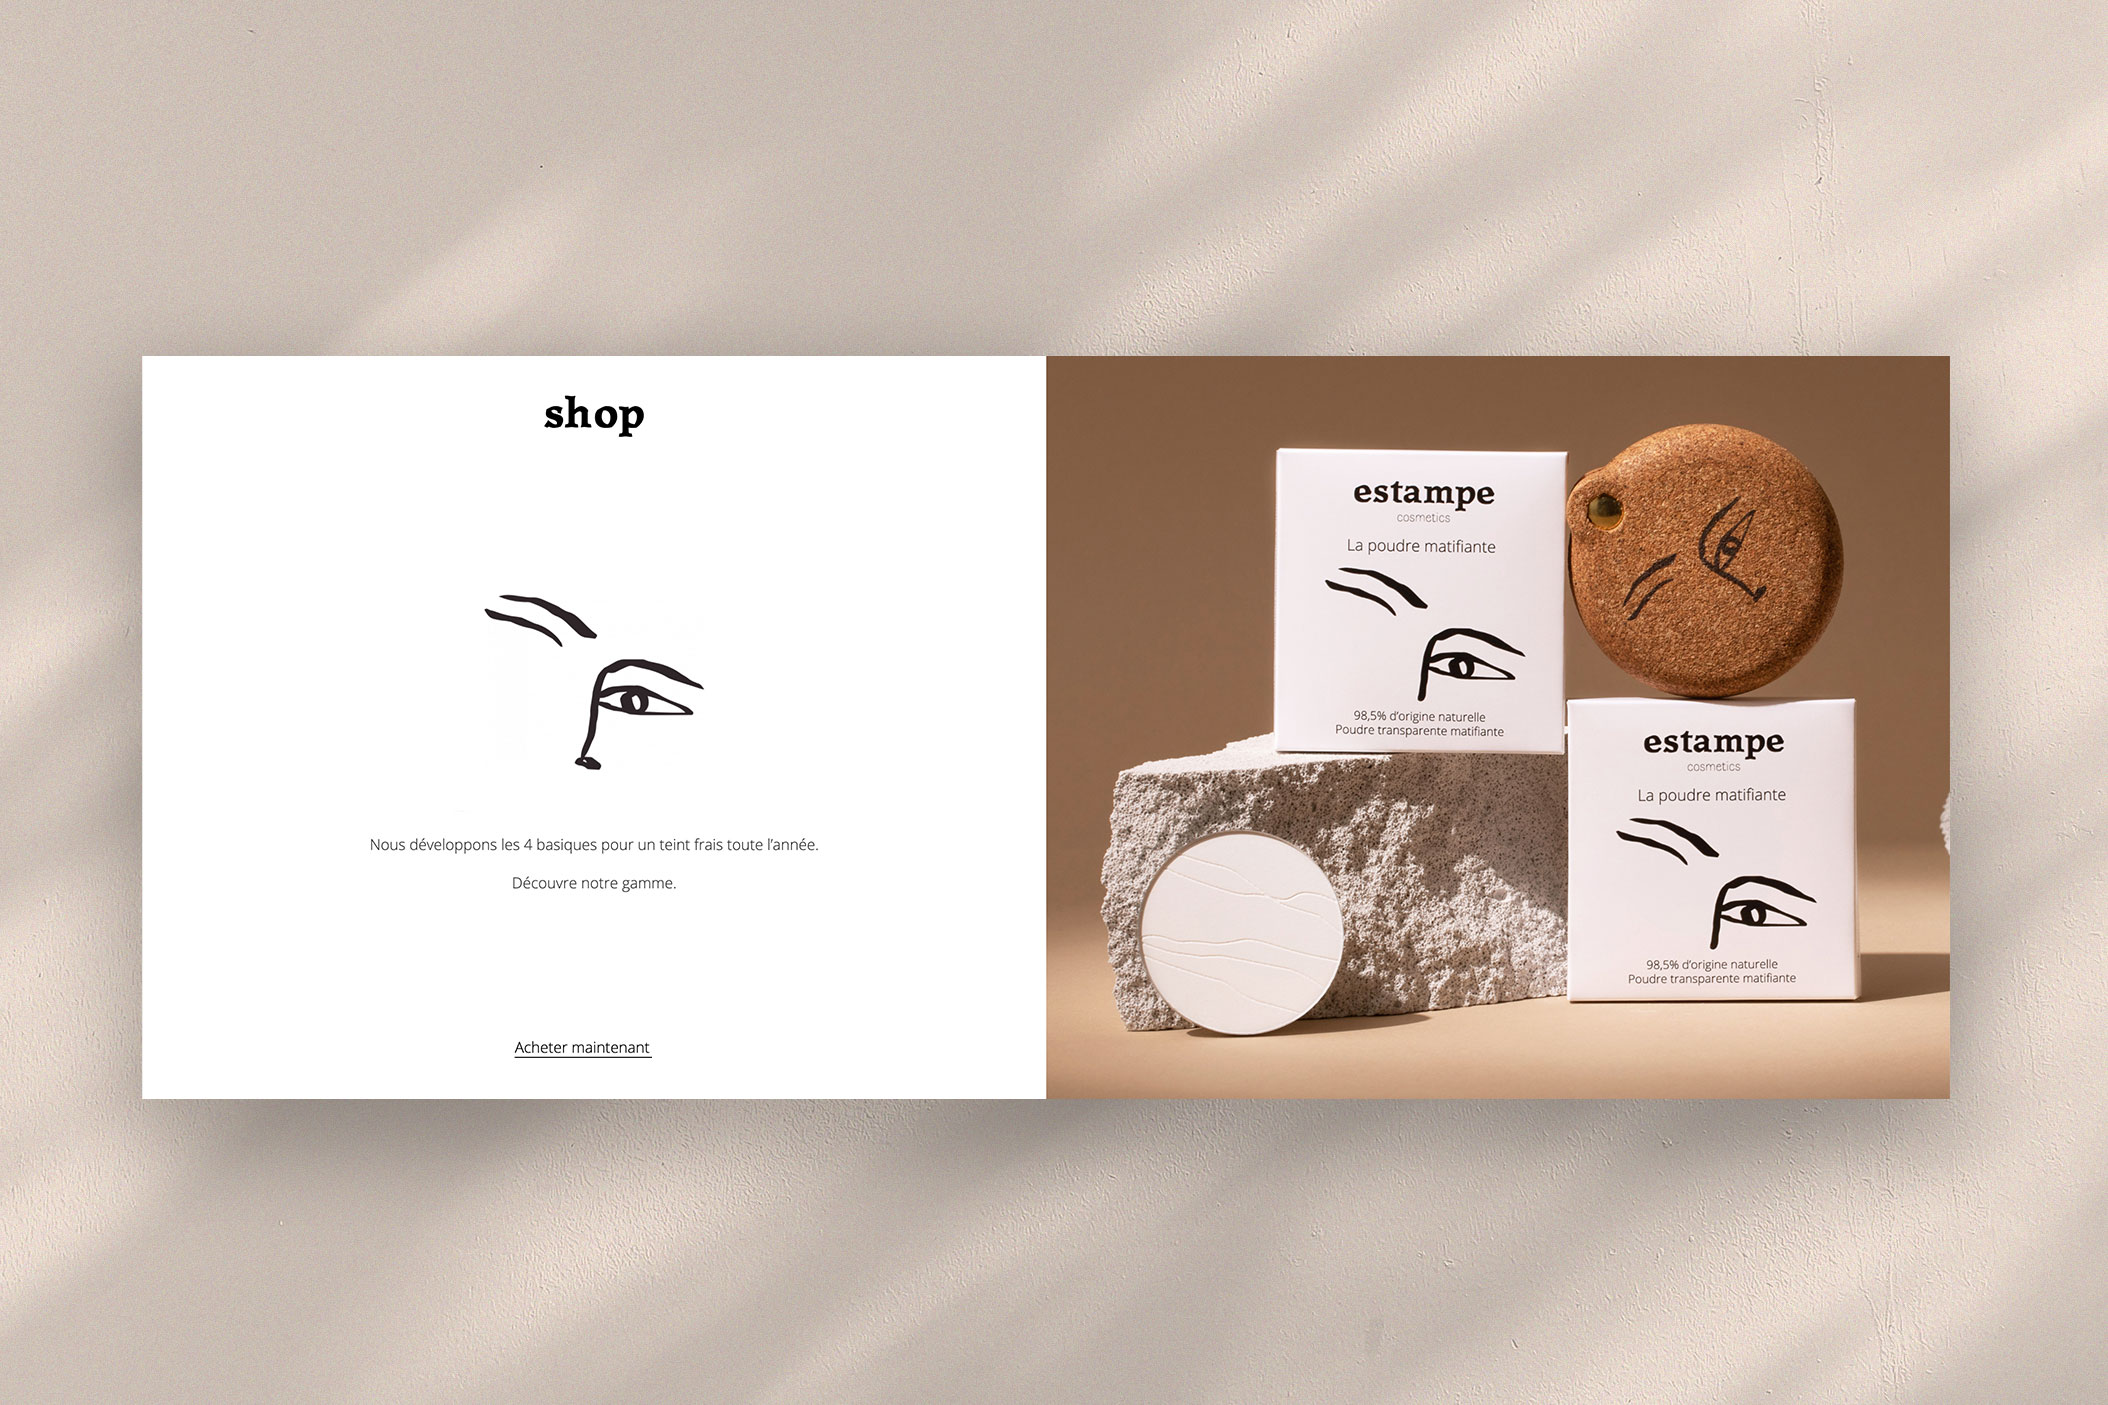 shop
Nous développons les 4 basiques pour un teint frais toute l'année.
Découvre notre gamme.
Acheter maintenant
estampe
cosmetics
La poudre matifiante
98,5% d'origine naturelle
Poudre transparente matifiante
estampe
cosmetics
La poudre matifiante
98,5% d'origine naturelle
Poudre transparente matifiante